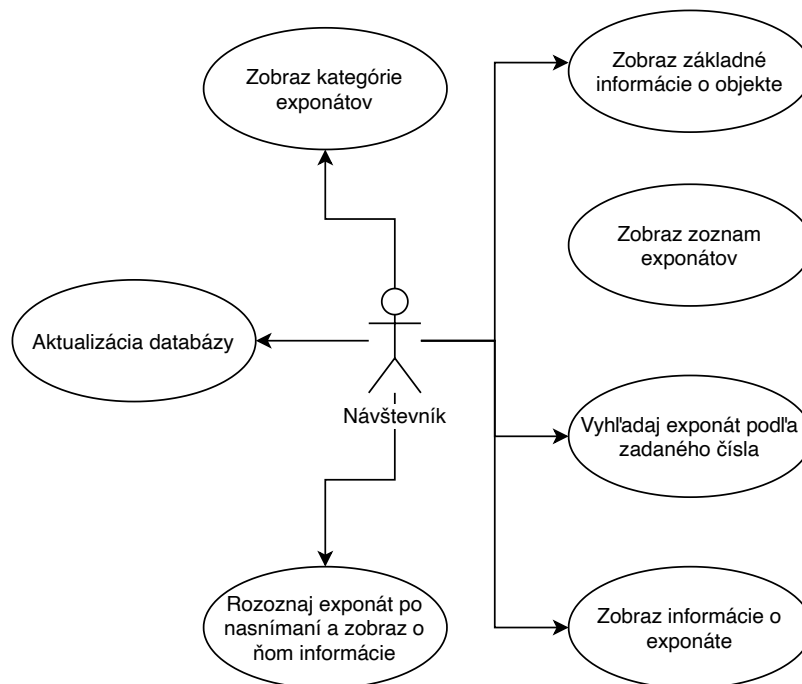 Zobraz kategórie
exponátov
Zobraz základné
informácie o objekte
Zobraz zoznam
exponátov
Aktualizácia databázy
Návštevník
Vyhľadaj exponát podľa
zadaného čísla
Rozoznaj exponát po
nasnímaní a zobraz o
ňom informácie
Zobraz informácie o
exponáte